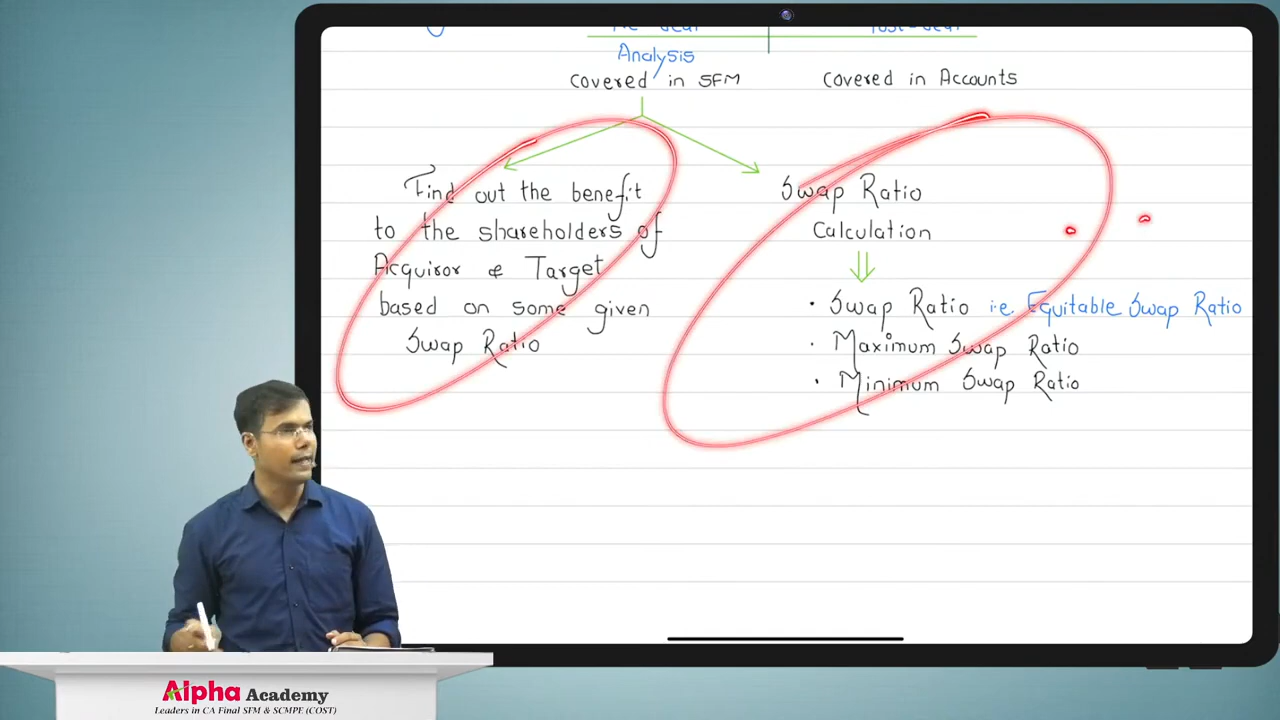 Analysis
covered in SFM
covered in Accounts
Find out the benefit
to the shareholders of
Acquiror & Target
based on some given
Swap Ratio
Swap Ratio
Calculation
· Swap Ratio i.e. Equitable Swap Ratio
· Maximum Swap Ratio
· Minimum Swap Ratio
Alpha Academy
Leaders in CA Final SFM & SCMPE (COST)